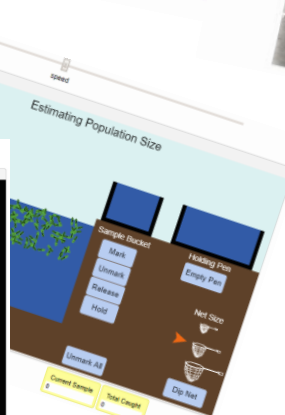 speed
Estimating Population Size
Sample Bucket
Mark
Unmark
Release
Hold
Holding Pen
Empty Pen
Net Size
Unmark All
Current Sample
0
Total Caught
0
Dip Net